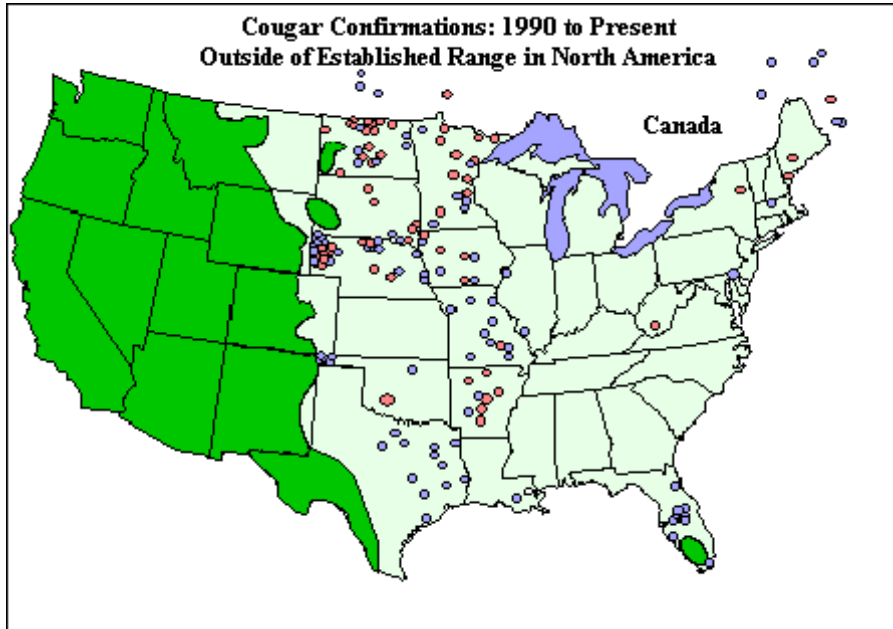 Cougar Confirmations: 1990 to Present
Outside of Established Range in North America
Canada